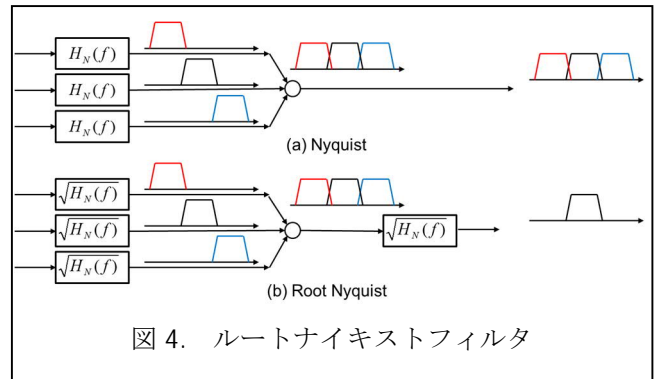 H_N(f)
H_N(f)
H_N(f)
(a) Nyquist
√H_N(f)
√H_N(f)
√H_N(f)
√H_N(f)
(b) Root Nyquist
図 4. ルートナイキストフィルタ